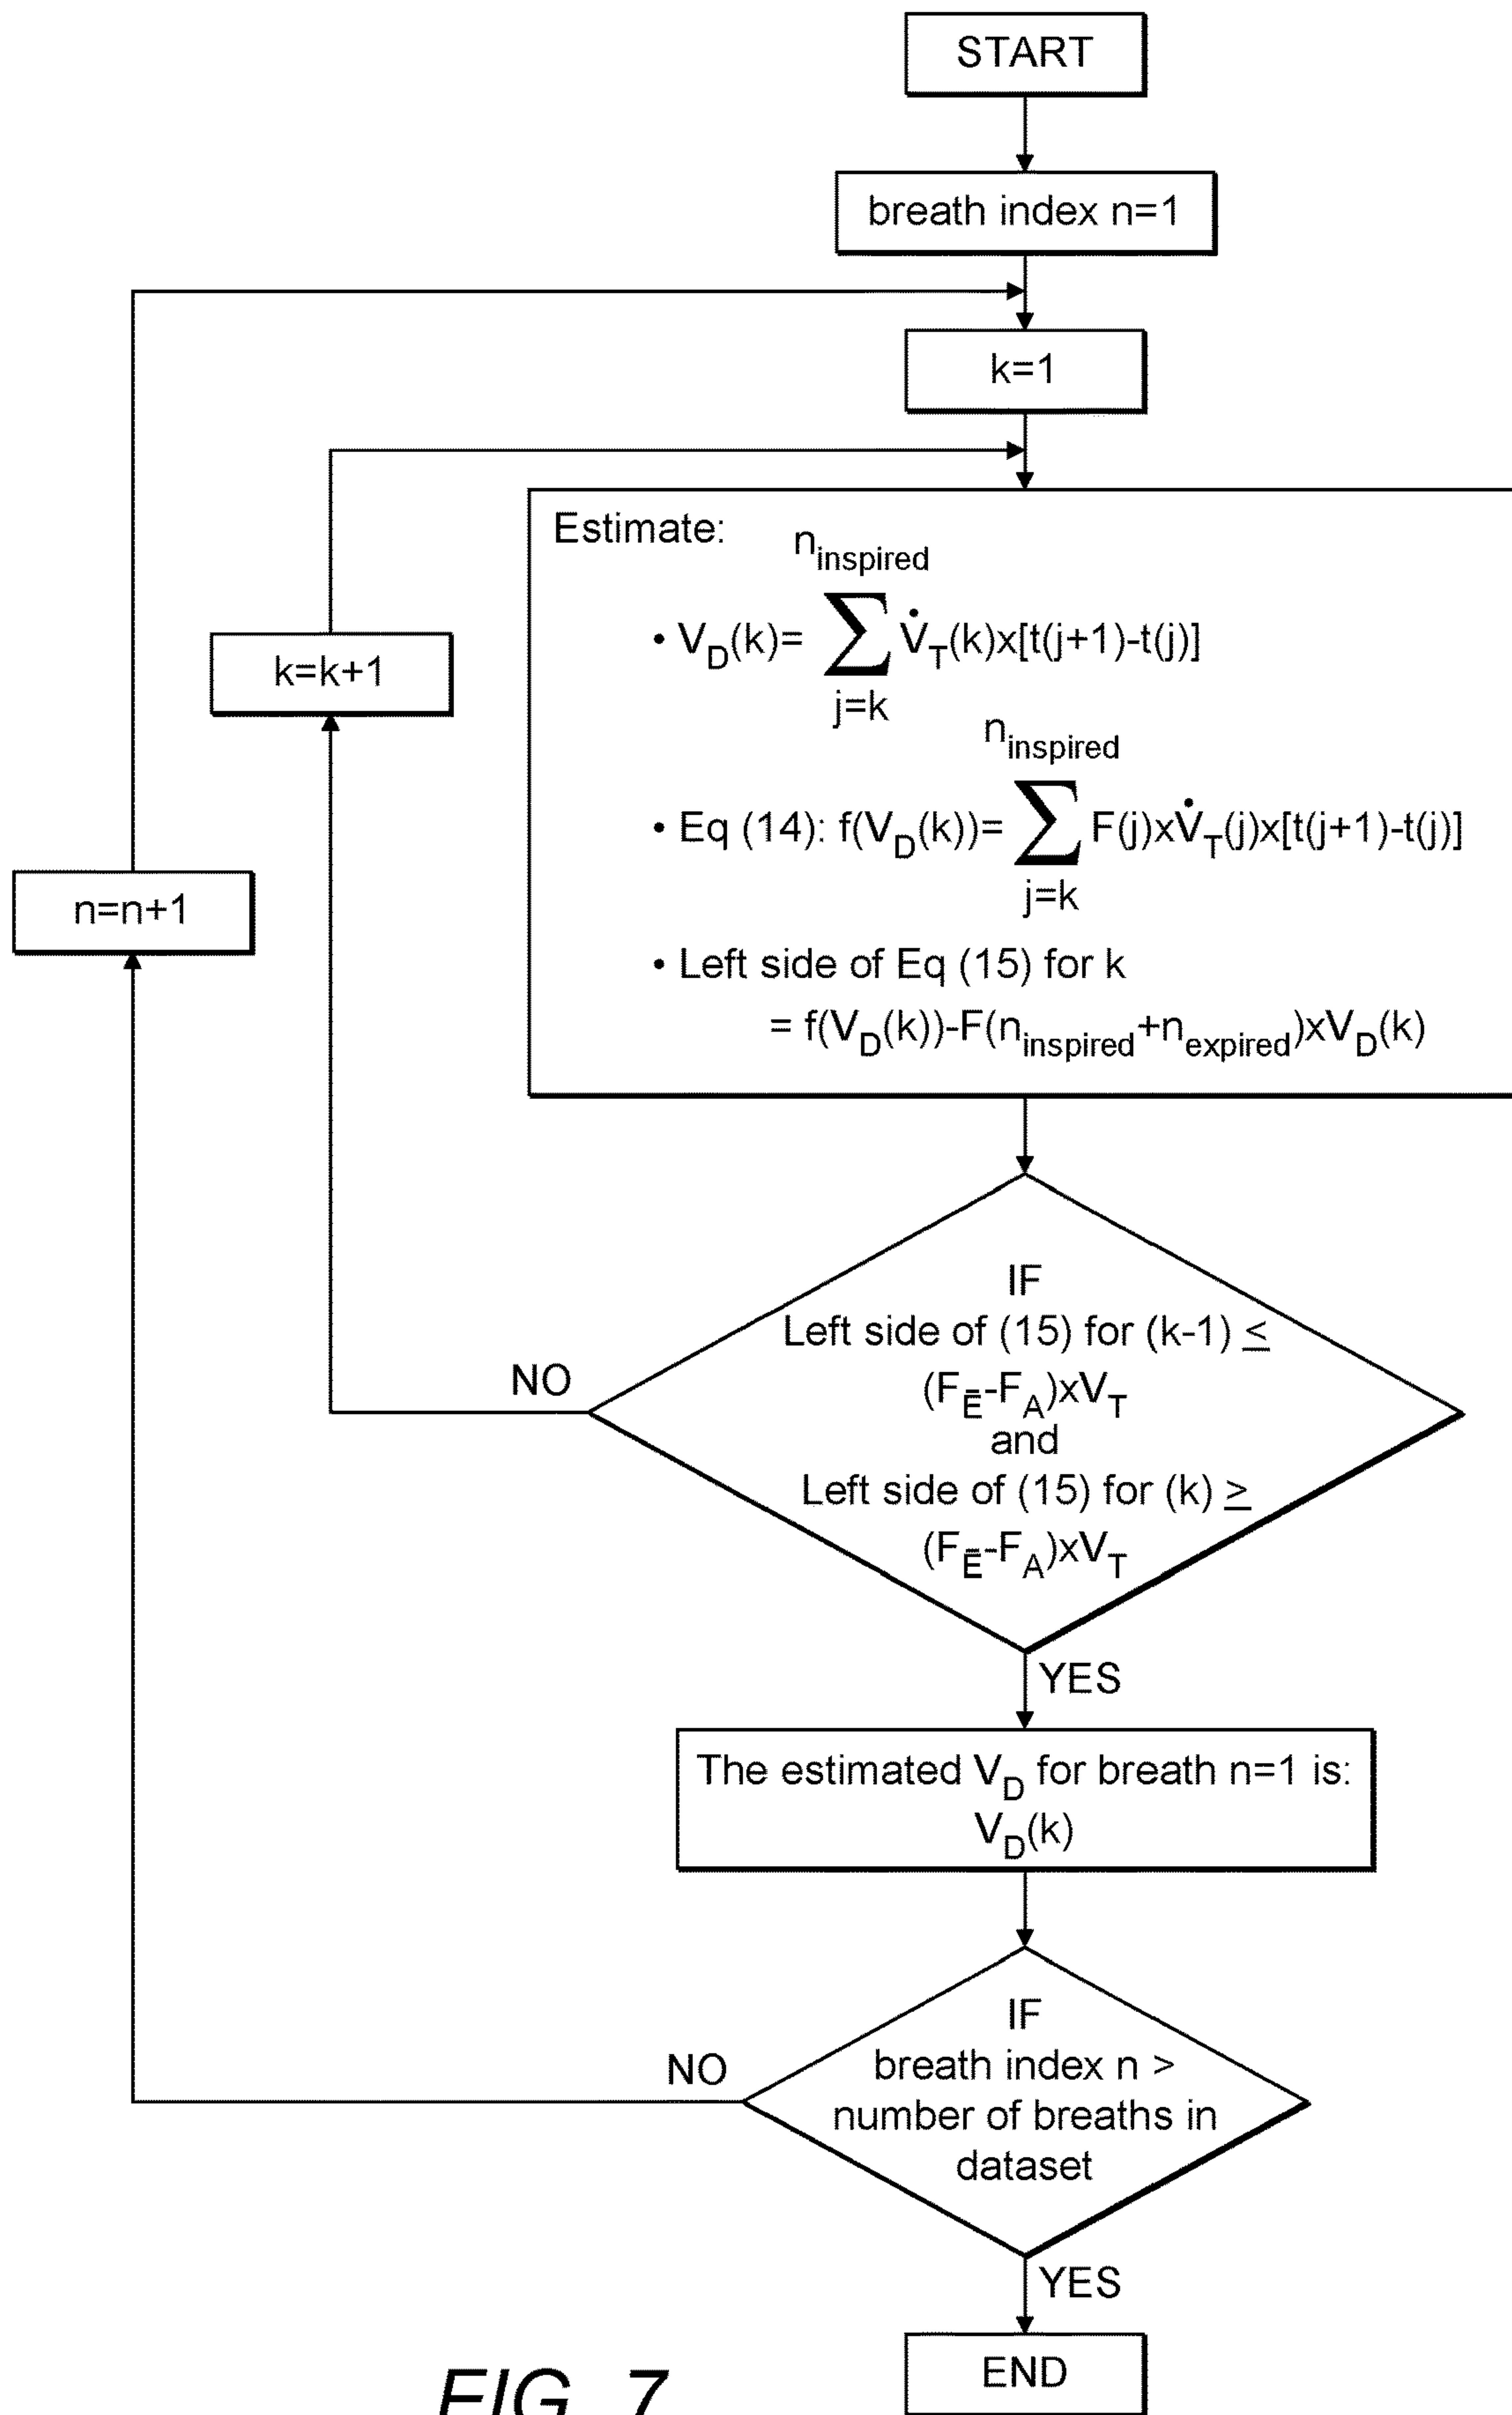 START
breath index n=1
k=1
Estimate:
• V_D(k)= ∑_{j=k}^{n_inspired} V̇_T(k)x[t(j+1)-t(j)]
k=k+1
• Eq (14): f(V_D(k))= ∑_{j=k}^{n_inspired} F(j)xV̇_T(j)x[t(j+1)-t(j)]
n=n+1
• Left side of Eq (15) for k
= f(V_D(k))-F(n_inspired+n_expired)xV_D(k)
IF
Left side of (15) for (k-1) ≤
(F_Ē-F_A)xV_T
and
Left side of (15) for (k) ≥
(F_Ē-F_A)xV_T
NO
YES
The estimated V_D for breath n=1 is:
V_D(k)
IF
breath index n >
number of breaths in
dataset
NO
YES
END
FIG. 7